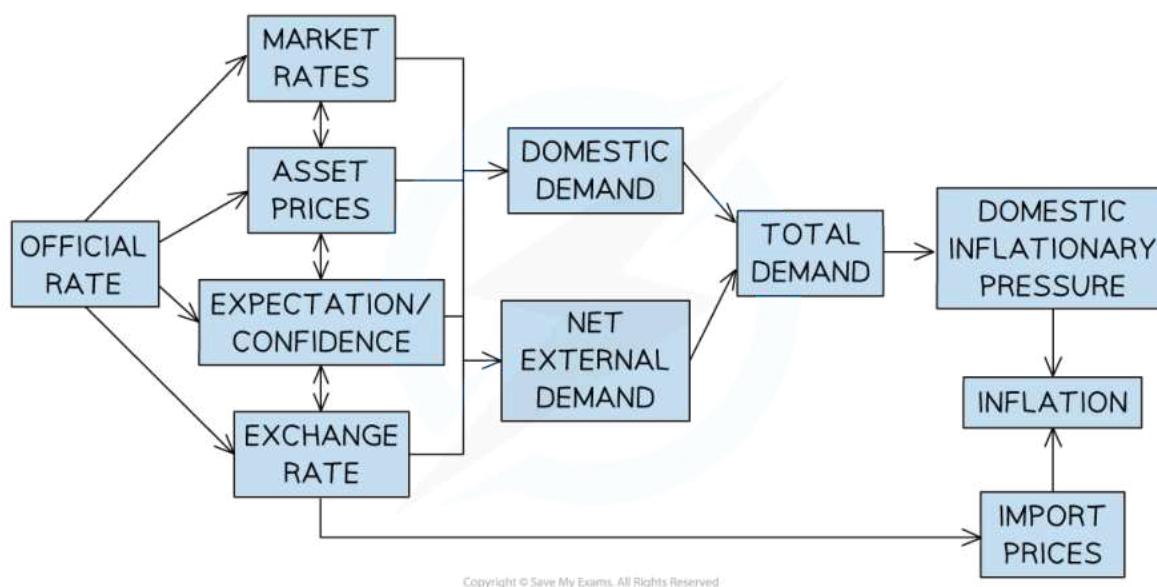 MARKET
RATES
ASSET
PRICES
OFFICIAL
RATE
EXPECTATION/
CONFIDENCE
EXCHANGE
RATE
DOMESTIC
DEMAND
NET
EXTERNAL
DEMAND
TOTAL
DEMAND
DOMESTIC
INFLATIONARY
PRESSURE
INFLATION
IMPORT
PRICES
Copyright © Save My Exams. All Rights Reserved